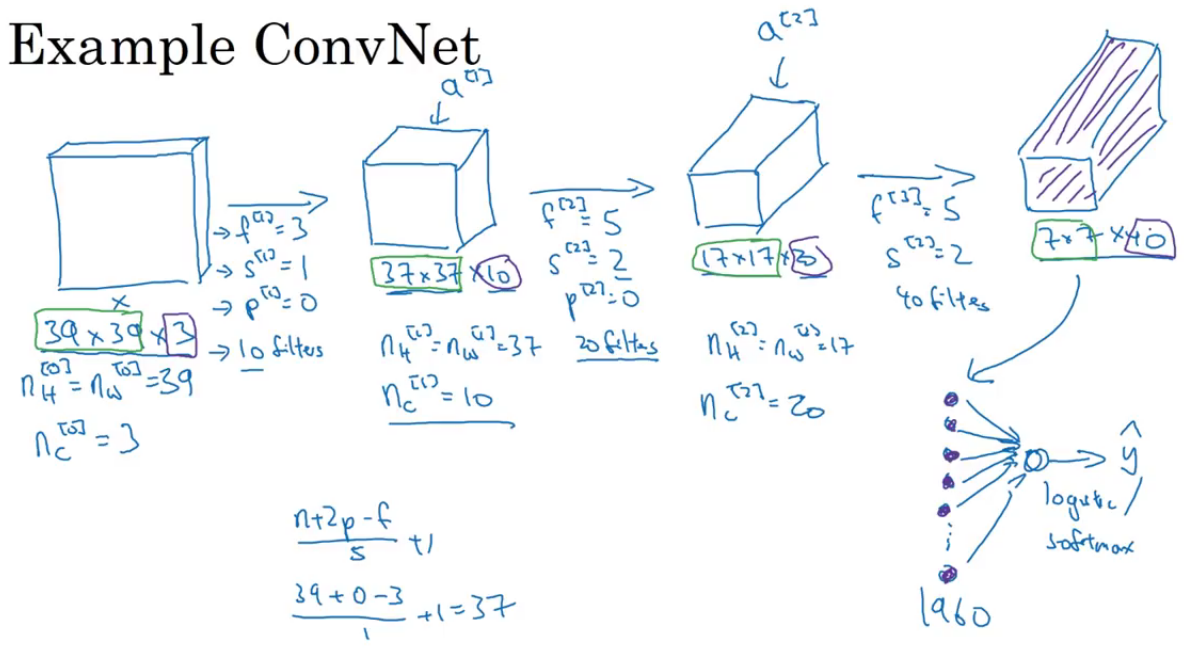 Example ConvNet
a^[1]
a^[2]
→ f^[1] = 3
→ s^[1] = 1
→ p^[1] = 0
→ 10 filters
39 × 39 × 3
n_H^[0] = n_W^[0] = 39
n_C^[0] = 3
37×37 × 10
n_H^[1] = n_W^[1] = 37
n_C^[1] = 10
f^[2] = 5
s^[2] = 2
p^[2] = 0
20 filters
17×17 × 20
n_H^[2] = n_W^[2] = 17
n_C^[2] = 20
f^[3] = 5
s^[2] = 2
40 filters
7×7 × 40
1960
ŷ
logistic /
softmax
(n+2p-f)/s +1
(39+0-3)/1 +1=37